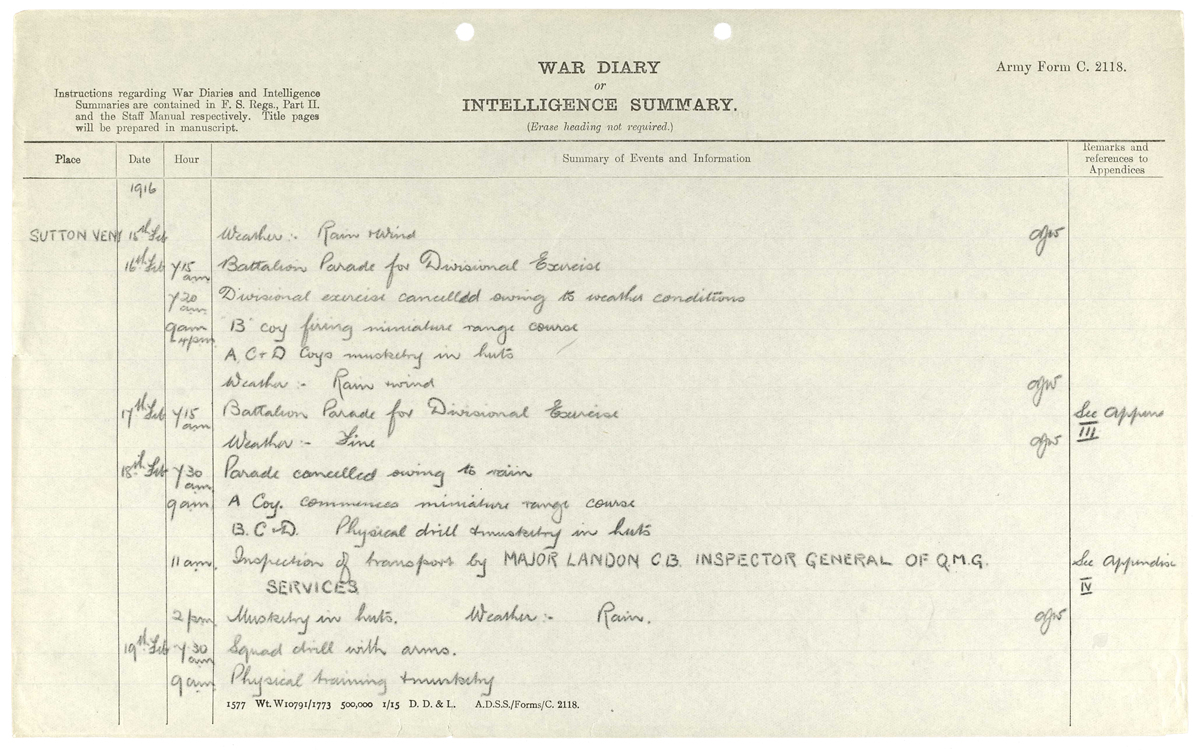 WAR DIARY
or
INTELLIGENCE SUMMARY.
(Erase heading not required.)
Army Form C. 2118.
Instructions regarding War Diaries and Intelligence
Summaries are contained in F. S. Regs., Part II.
and the Staff Manual respectively. Title pages
will be prepared in manuscript.
Place Date Hour Summary of Events and Information Remarks and references to Appendices
1916
SUTTON VENY 15th Feb Weather:- Rain + Wind
16th Feb 7.15 am Battalion Parade for Divisional Exercise
7.20 am Divisional exercise cancelled owing to weather conditions
9am 4pm "B" coy firing miniature range course
A, C + D Coys musketry in huts
Weather:- Rain + wind
17th Feb 7.15 am Battalion Parade for Divisional Exercise See Appen III
Weather:- Fine
18th Feb 7.30 am Parade cancelled owing to rain
9am A Coy. commences miniature range course
B. C + D. Physical drill + musketry in huts
11am. Inspection of transport by MAJOR LANDON C.B. INSPECTOR GENERAL OF Q.M.G. See Appendix IV
SERVICES
2pm. Musketry in huts. Weather:- Rain.
19th Feb 7.30 am Squad drill with arms.
9am Physical training + musketry
1577 Wt. W10791/1773 500,000 1/15 D. D. & L. A.D.S.S./Forms/C. 2118.